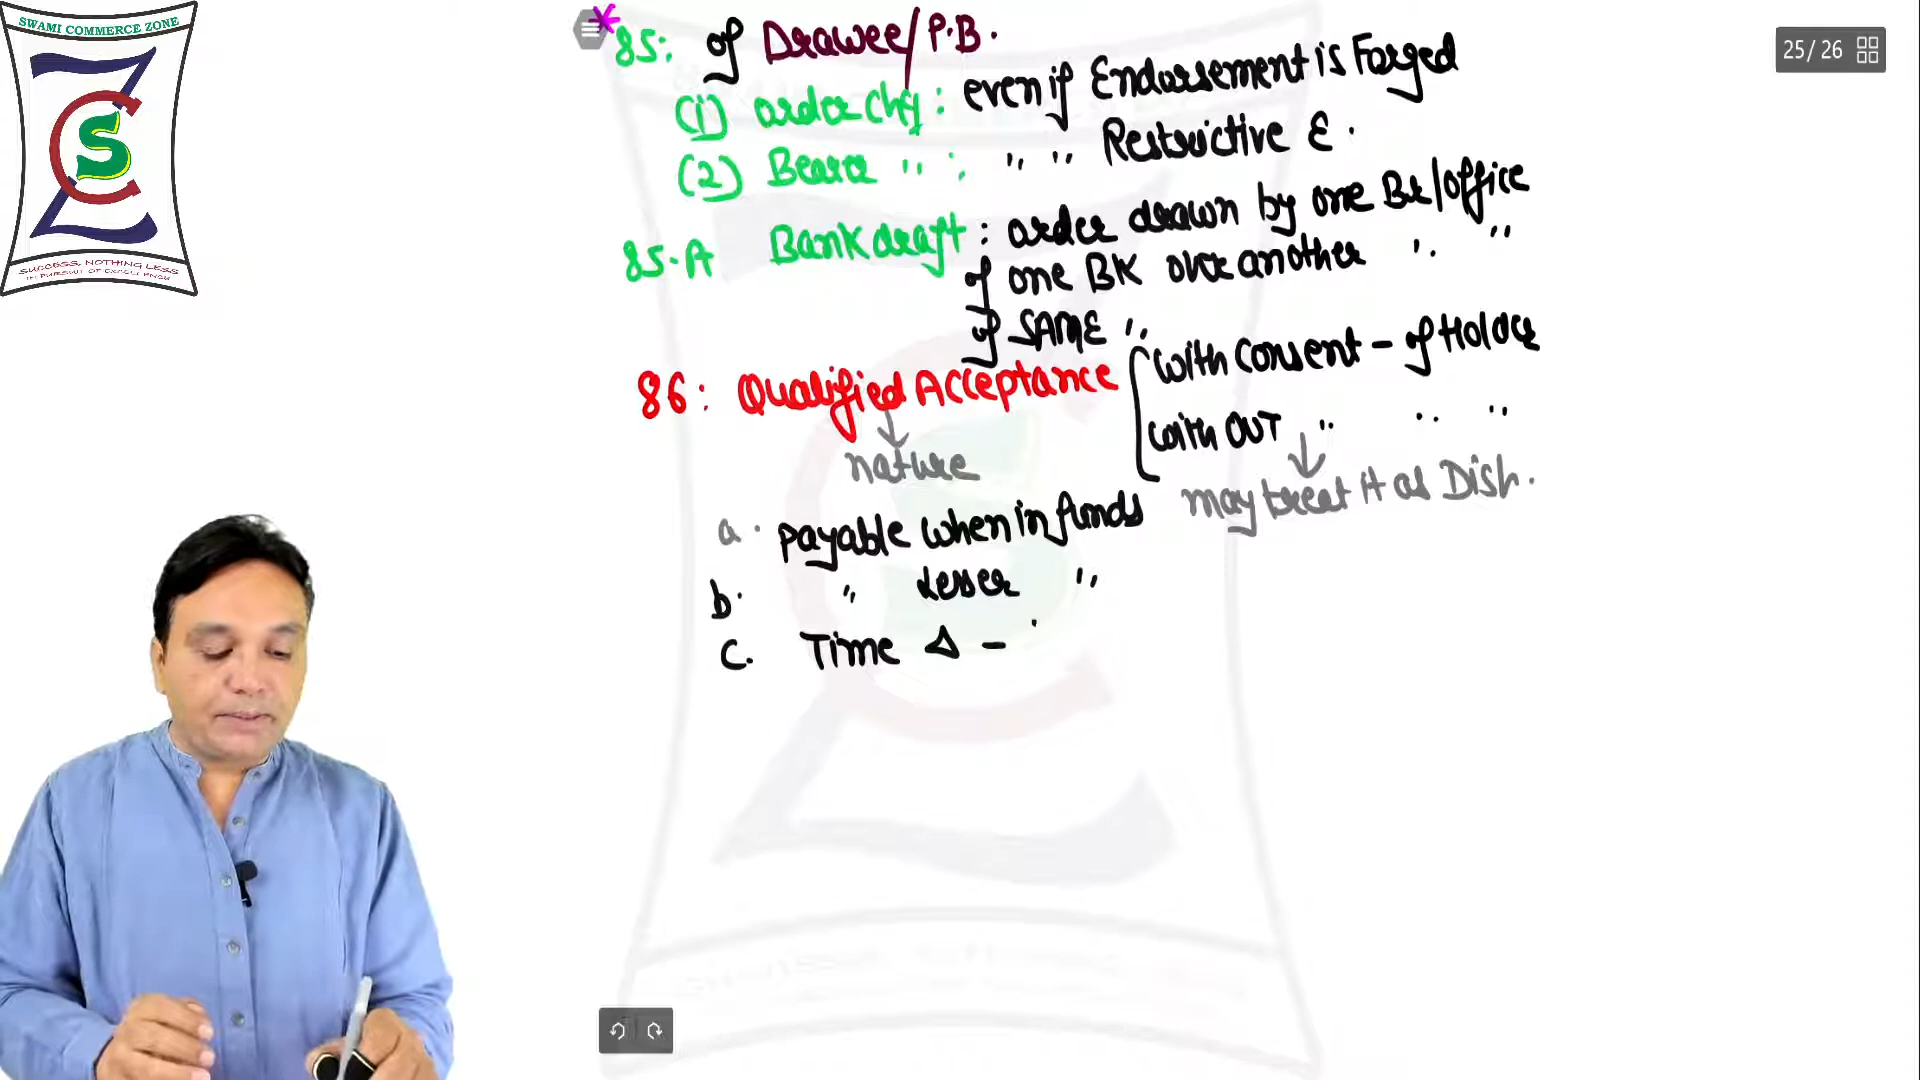 SWAMI COMMERCE ZONE
SUCCESS, NOTHING LESS
25/26
85: of Drawee/P.B.
(1) order chq: even if Endorsement is Forged
(2) Bearer " : " " Restrictive E.
85-A Bank draft: order drawn by one Br/office
of one BK over another " "
of SAME "
86: Qualified Acceptance
with consent - of Holder
with OUT " " "
nature
may treat it as Dish.
a. payable when in funds
b. " Lesser "
c. Time Δ -